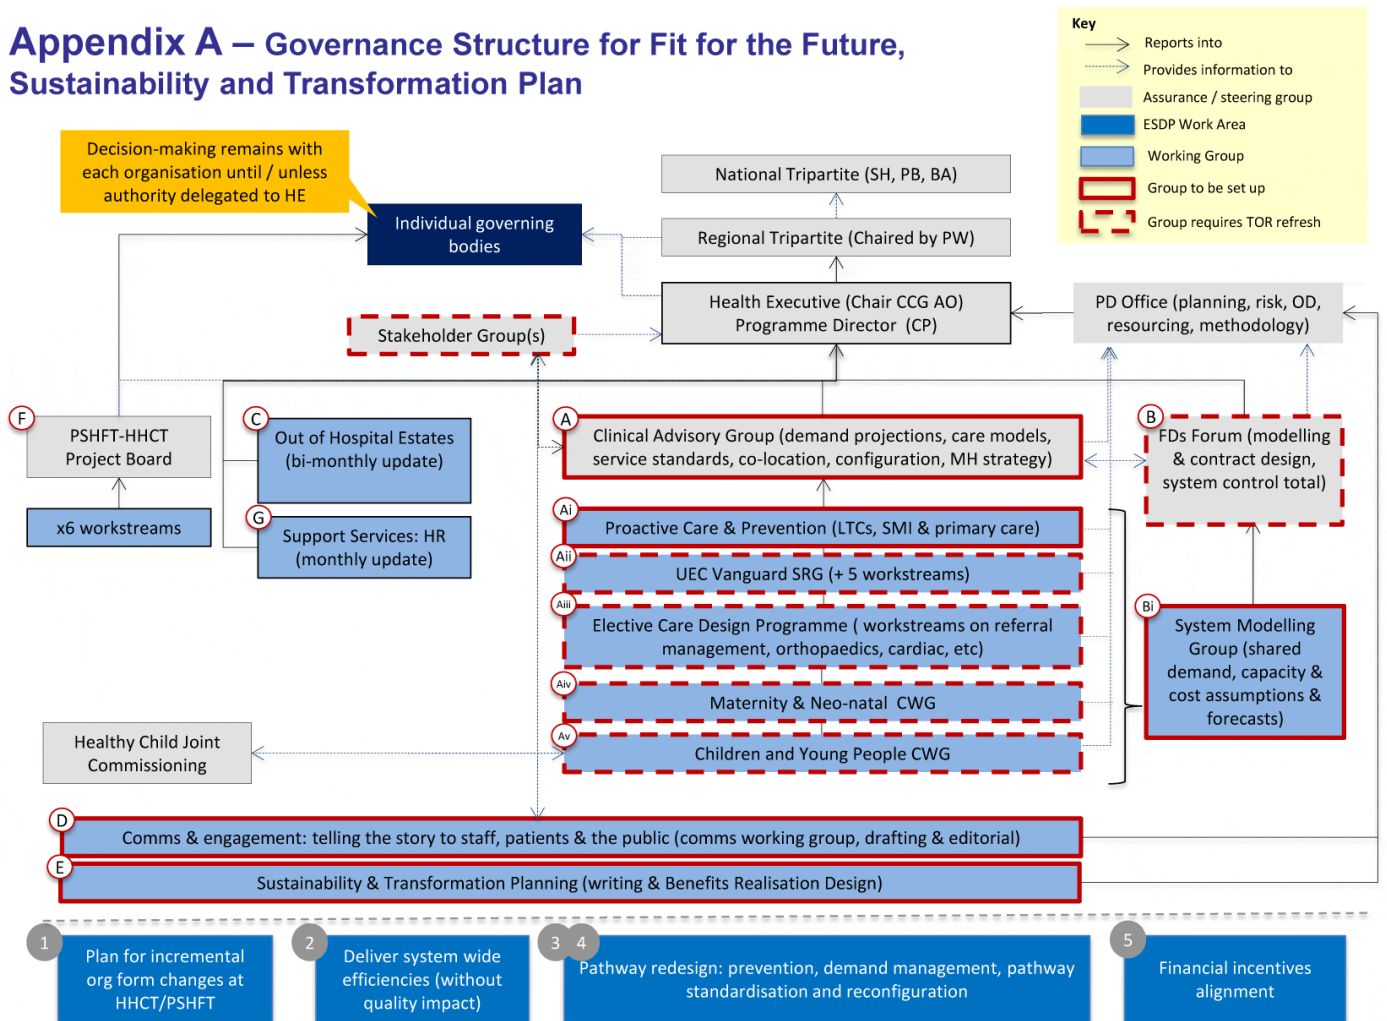 Appendix A – Governance Structure for Fit for the Future,
Sustainability and Transformation Plan
Key
Reports into
Provides information to
Assurance / steering group
ESDP Work Area
Working Group
Group to be set up
Group requires TOR refresh
Decision-making remains with
each organisation until / unless
authority delegated to HE
Individual governing
bodies
National Tripartite (SH, PB, BA)
Regional Tripartite (Chaired by PW)
Health Executive (Chair CCG AO)
Programme Director (CP)
PD Office (planning, risk, OD,
resourcing, methodology)
Stakeholder Group(s)
F
PSHFT-HHCT
Project Board
x6 workstreams
C
Out of Hospital Estates
(bi-monthly update)
G
Support Services: HR
(monthly update)
A
Clinical Advisory Group (demand projections, care models,
service standards, co-location, configuration, MH strategy)
B
FDs Forum (modelling
& contract design,
system control total)
Ai
Proactive Care & Prevention (LTCs, SMI & primary care)
Aii
UEC Vanguard SRG (+ 5 workstreams)
Aiii
Elective Care Design Programme ( workstreams on referral
management, orthopaedics, cardiac, etc)
Aiv
Maternity & Neo-natal CWG
Av
Children and Young People CWG
Bi
System Modelling
Group (shared
demand, capacity &
cost assumptions &
forecasts)
Healthy Child Joint
Commissioning
D
Comms & engagement: telling the story to staff, patients & the public (comms working group, drafting & editorial)
E
Sustainability & Transformation Planning (writing & Benefits Realisation Design)
1
Plan for incremental
org form changes at
HHCT/PSHFT
2
Deliver system wide
efficiencies (without
quality impact)
3 4
Pathway redesign: prevention, demand management, pathway
standardisation and reconfiguration
5
Financial incentives
alignment